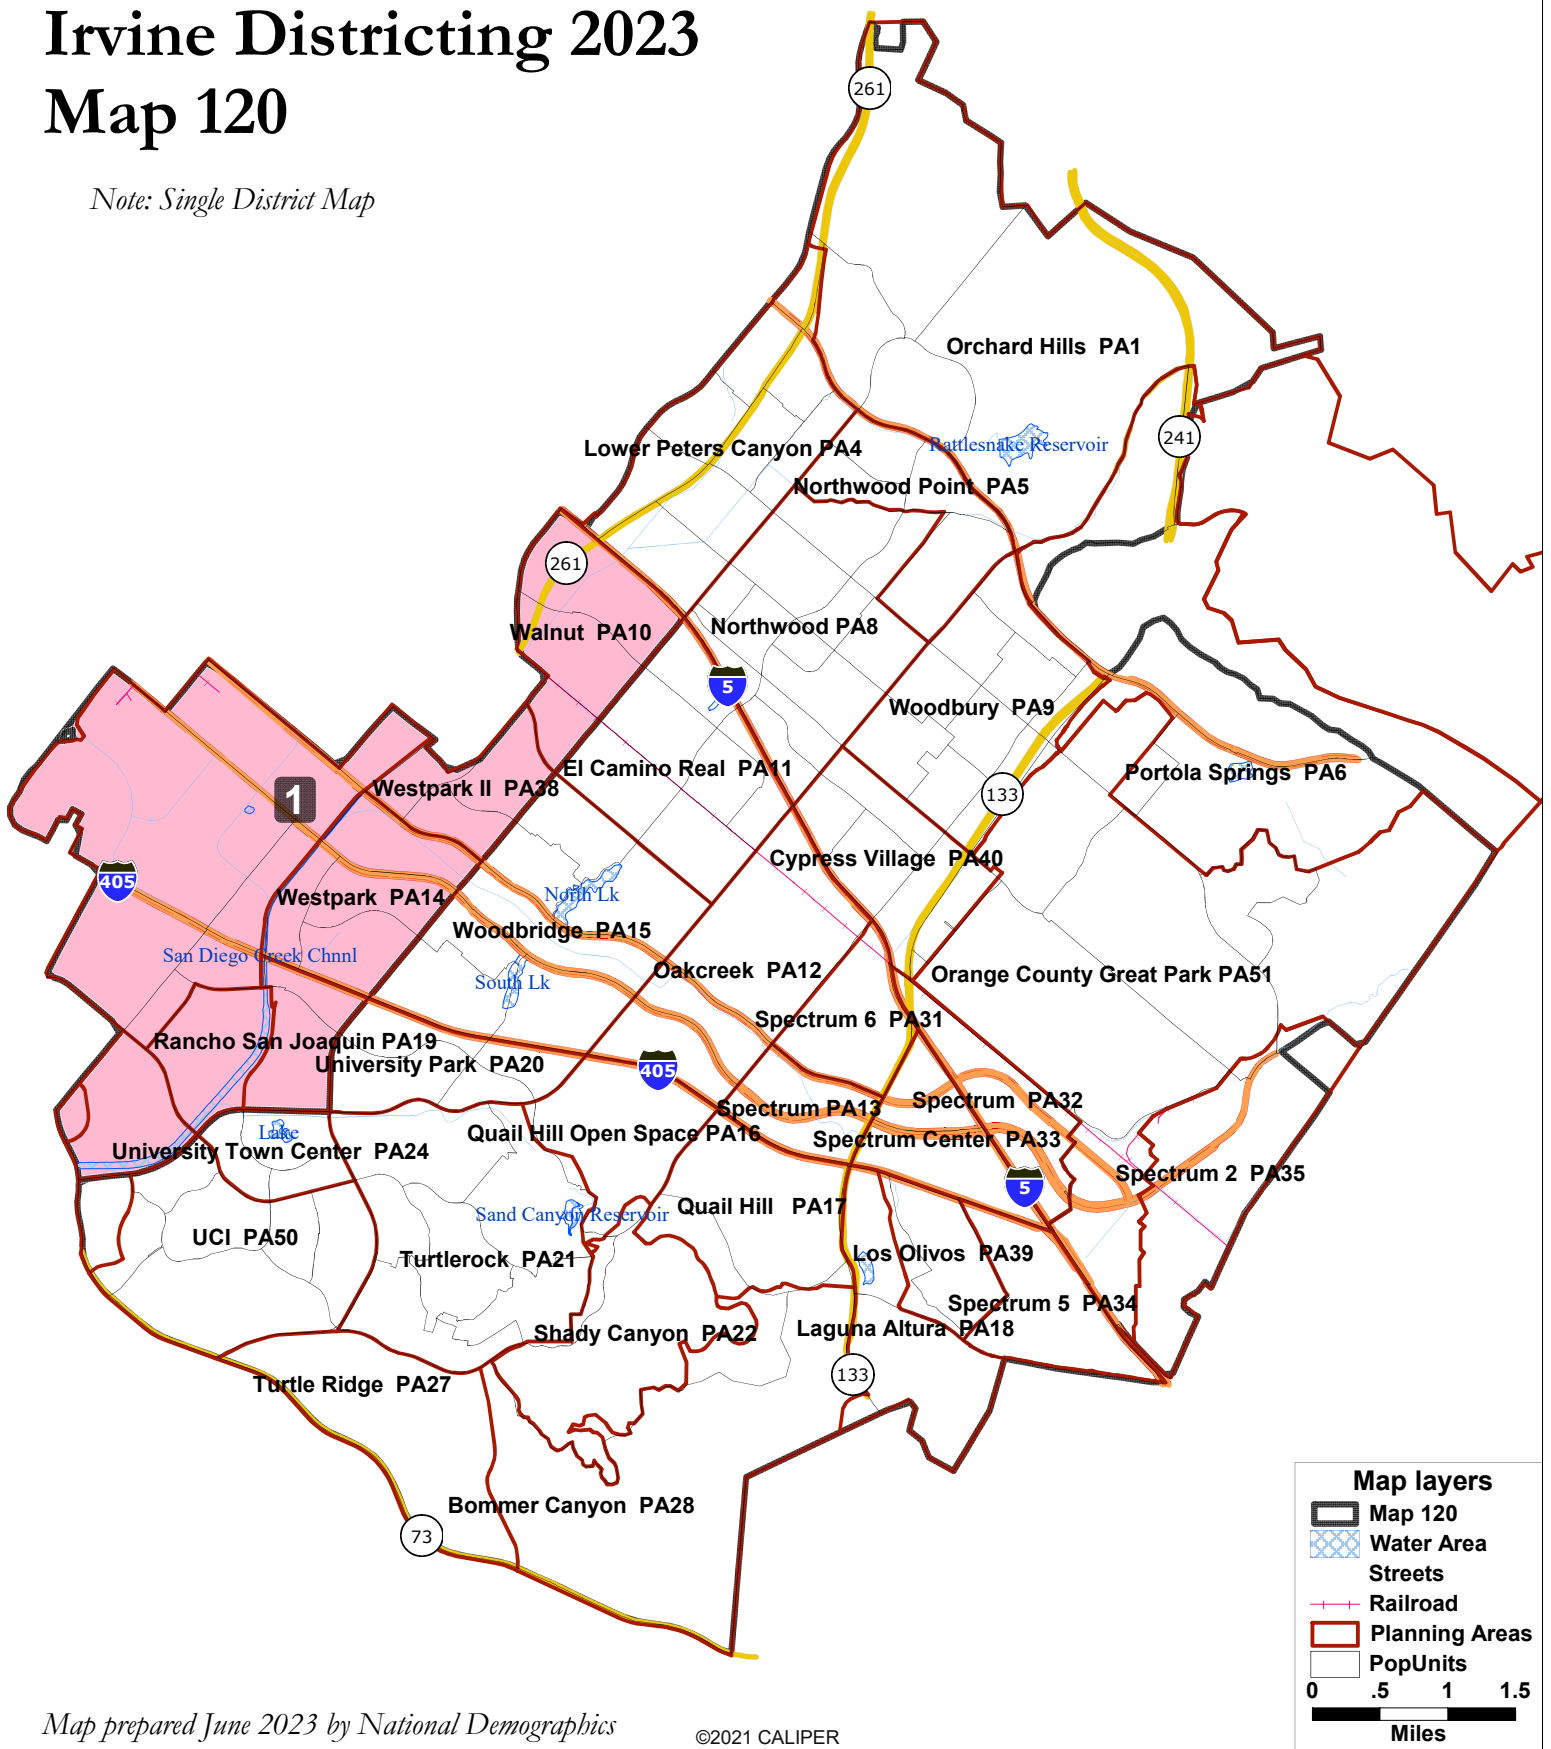 Irvine Districting 2023
Map 120
Note: Single District Map
261
Orchard Hills  PA1
241
Rattlesnake Reservoir
Lower Peters Canyon PA4
Northwood Point  PA5
261
Walnut  PA10
Northwood PA8
5
Woodbury  PA9
El Camino Real  PA11
Portola Springs  PA6
Westpark II  PA38
1
133
Cypress Village  PA40
405
Westpark  PA14
North Lk
Woodbridge  PA15
San Diego Creek Chnnl
Oakcreek  PA12
Orange County Great Park PA51
South Lk
Spectrum 6  PA31
Rancho San Joaquin PA19
University Park  PA20
405
Spectrum PA13
Spectrum  PA32
Lake
Quail Hill Open Space PA16
Spectrum Center  PA33
University Town Center  PA24
Spectrum 2  PA35
5
Sand Canyon Reservoir
Quail Hill  PA17
UCI  PA50
Turtlerock  PA21
Los Olivos  PA39
Spectrum 5  PA34
Shady Canyon  PA22
Laguna Altura  PA18
133
Turtle Ridge  PA27
Bommer Canyon  PA28
73
Map layers
Map 120
Water Area
Streets
Railroad
Planning Areas
PopUnits
0 .5 1 1.5
Miles
Map prepared June 2023 by National Demographics
©2021 CALIPER